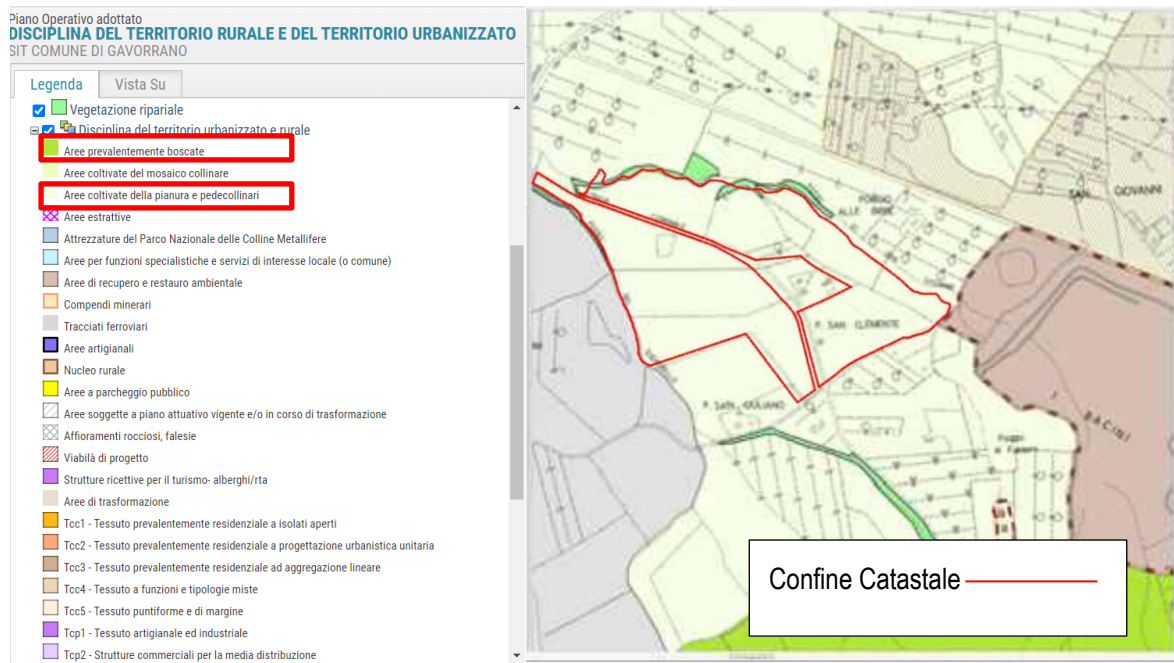 Piano Operativo adottato
DISCIPLINA DEL TERRITORIO RURALE E DEL TERRITORIO URBANIZZATO
SIT COMUNE DI GAVORRANO
Legenda
Vista Su
Vegetazione ripariale
Disciplina del territorio urbanizzato e rurale
Aree prevalentemente boscate
Aree coltivate del mosaico collinare
Aree coltivate della pianura e pedecollinari
Aree estrattive
Attrezzature del Parco Nazionale delle Colline Metallifere
Aree per funzioni specialistiche e servizi di interesse locale (o comune)
Aree di recupero e restauro ambientale
Compendi minerari
Tracciati ferroviari
Aree artigianali
Nucleo rurale
Aree a parcheggio pubblico
Aree soggette a piano attuativo vigente e/o in corso di trasformazione
Affioramenti rocciosi, falesie
Viabilà di progetto
Strutture ricettive per il turismo- alberghi/rta
Aree di trasformazione
Tcc1 - Tessuto prevalentemente residenziale a isolati aperti
Tcc2 - Tessuto prevalentemente residenziale a progettazione urbanistica unitaria
Tcc3 - Tessuto prevalentemente residenziale ad aggregazione lineare
Tcc4 - Tessuto a funzioni e tipologie miste
Tcc5 - Tessuto puntiforme e di margine
Tcp1 - Tessuto artigianale ed industriale
Tcp2 - Strutture commerciali per la media distribuzione
SAN GIOVANNI
POGGIO
ALLE
P. SAN CLEMENTE
P. SAN GIULIANO
I BACINI
Poggio
Confine Catastale